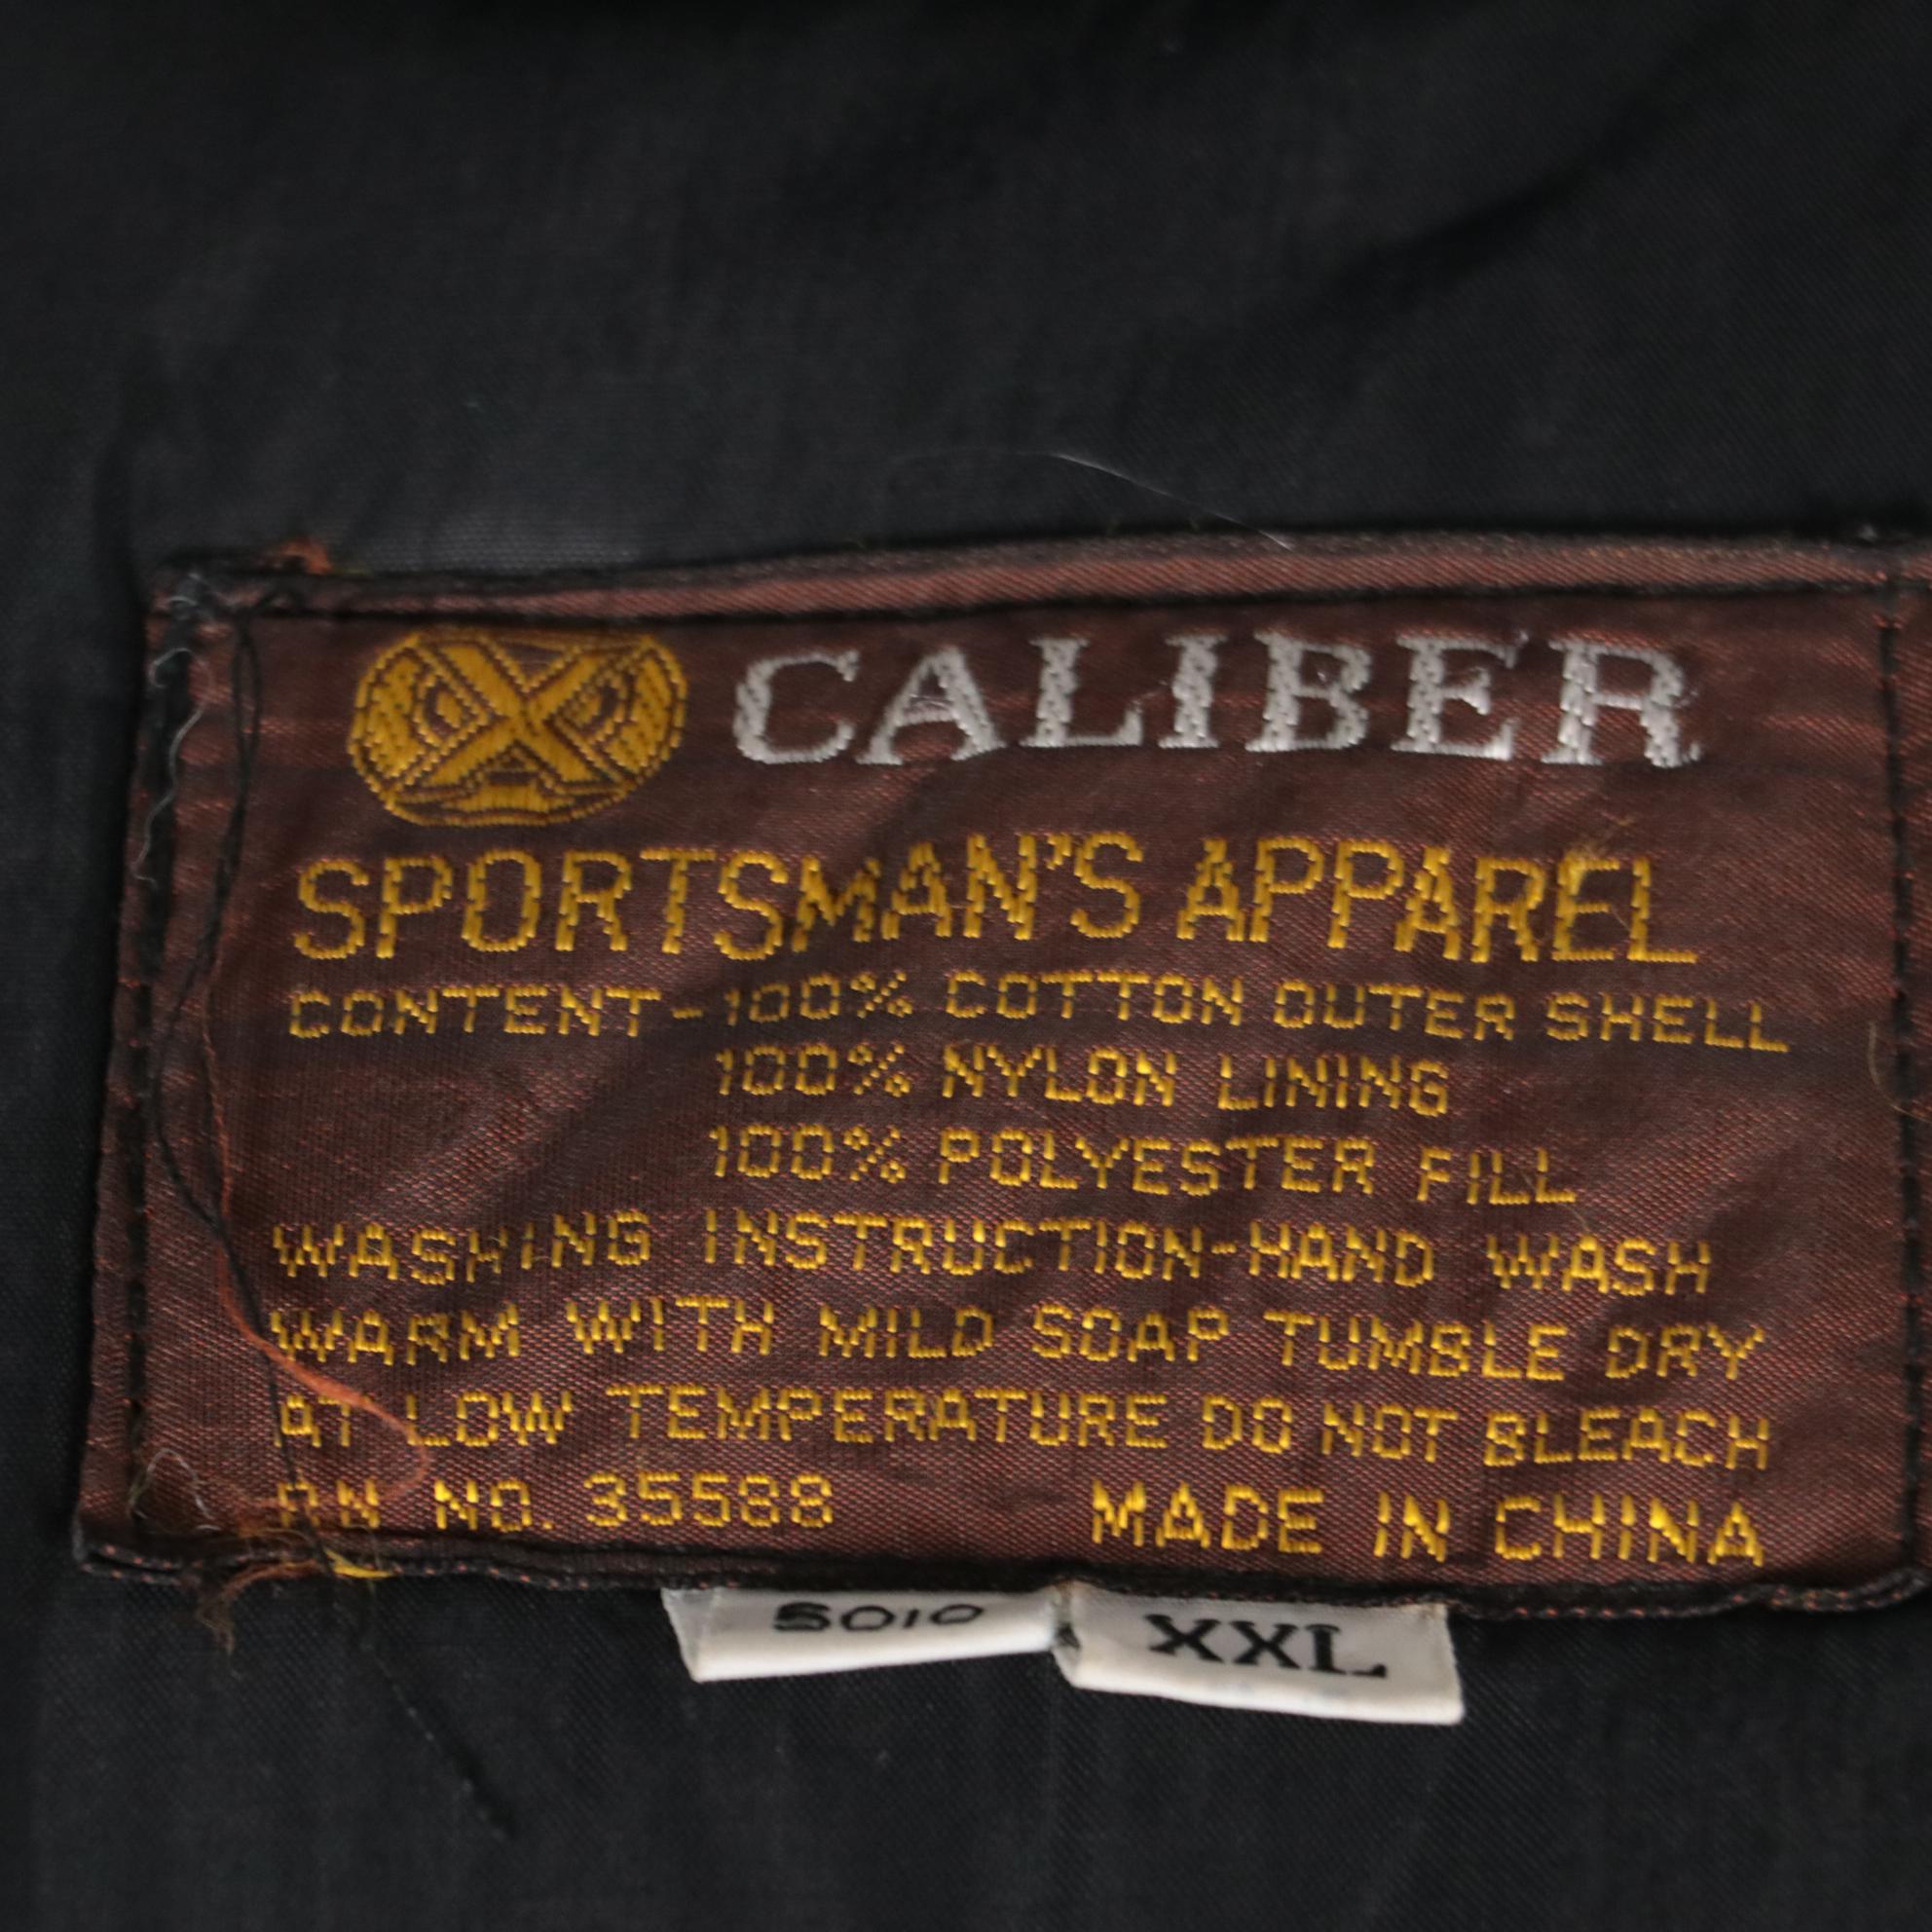 CALIBER
SPORTSMAN'S APPAREL
CONTENT-100% COTTON OUTER SHELL
100% NYLON LINING
100% POLYESTER FILL
WASHING INSTRUCTION-HAND WASH
WARM WITH MILD SOAP TUMBLE DRY
AT LOW TEMPERATURE DO NOT BLEACH
RN NO. 35588 MADE IN CHINA
5010 XXL